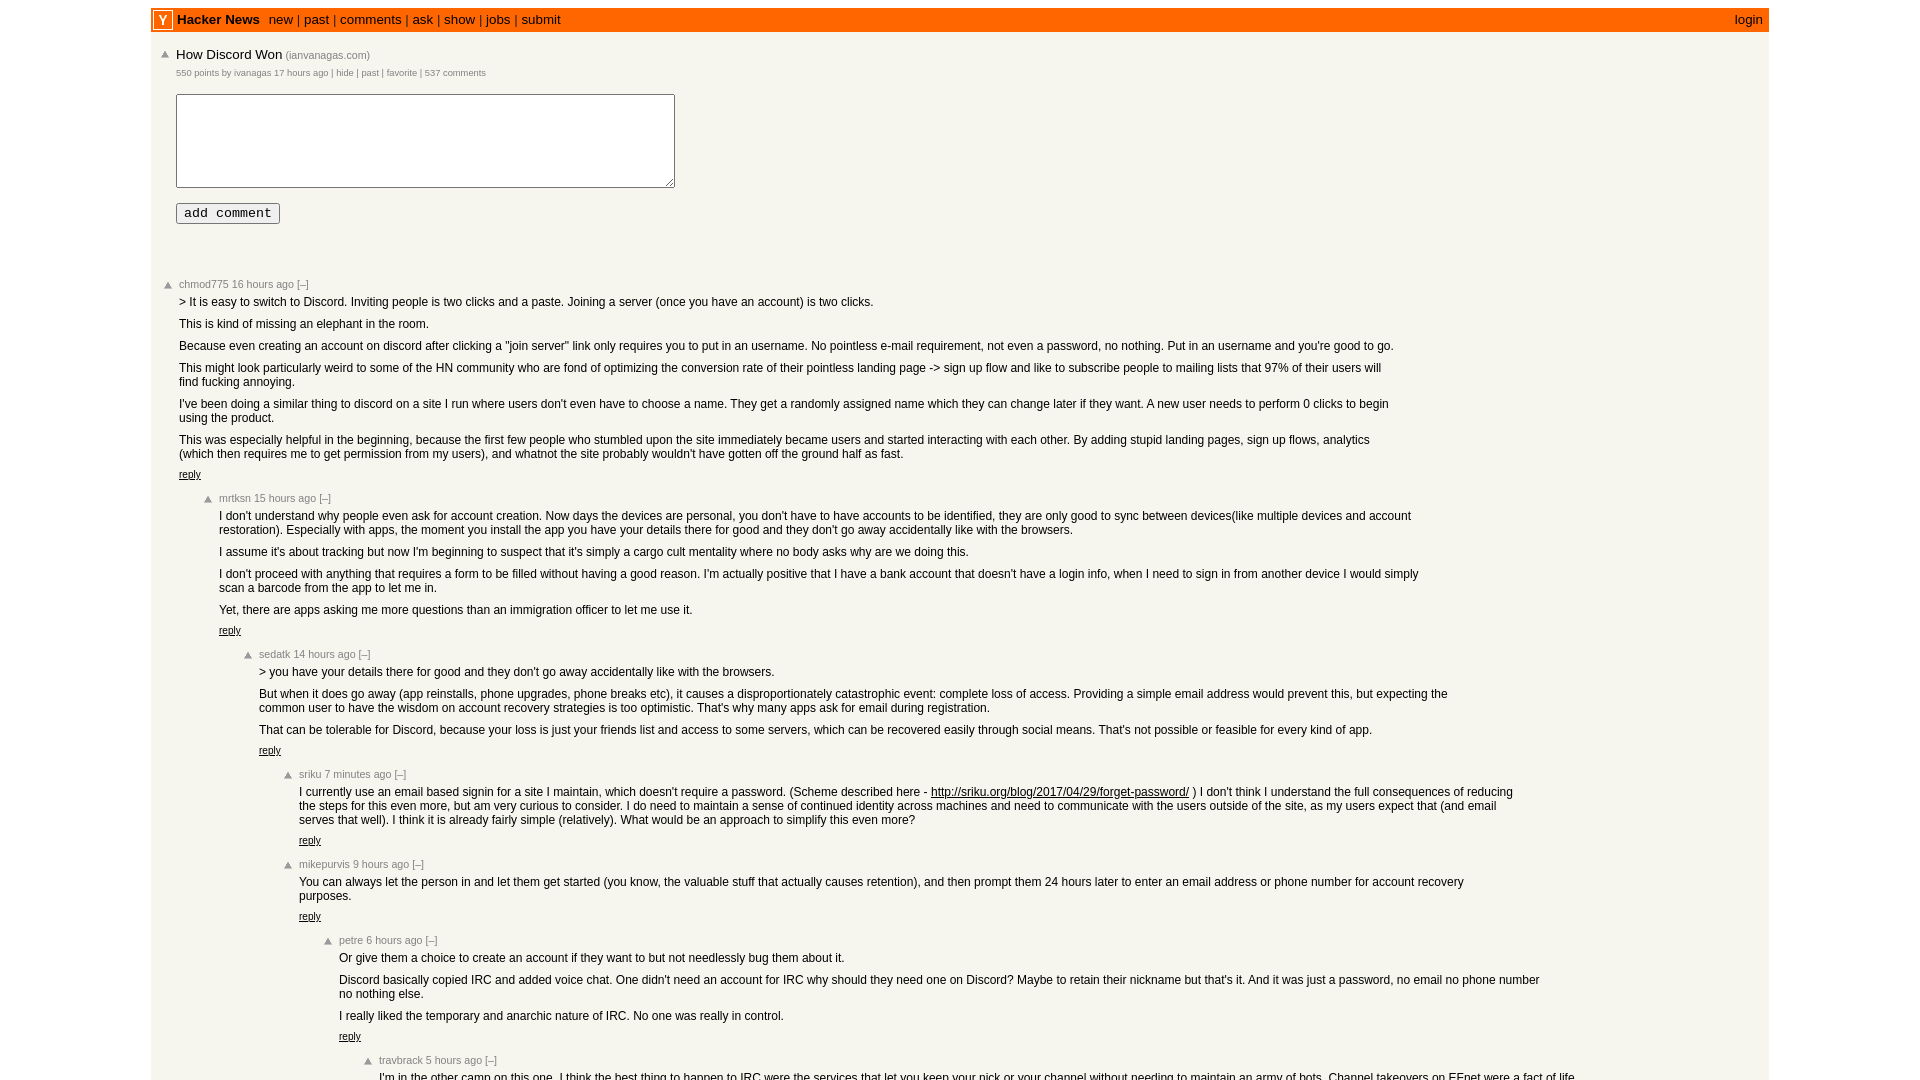 Y Hacker News new | past | comments | ask | show | jobs | submit login
How Discord Won (ianvanagas.com)
550 points by ivanagas 17 hours ago | hide | past | favorite | 537 comments
add comment
chmod775 16 hours ago [–]
> It is easy to switch to Discord. Inviting people is two clicks and a paste. Joining a server (once you have an account) is two clicks.
This is kind of missing an elephant in the room.
Because even creating an account on discord after clicking a "join server" link only requires you to put in an username. No pointless e-mail requirement, not even a password, no nothing. Put in an username and you're good to go.
This might look particularly weird to some of the HN community who are fond of optimizing the conversion rate of their pointless landing page -> sign up flow and like to subscribe people to mailing lists that 97% of their users will
find fucking annoying.
I've been doing a similar thing to discord on a site I run where users don't even have to choose a name. They get a randomly assigned name which they can change later if they want. A new user needs to perform 0 clicks to begin
using the product.
This was especially helpful in the beginning, because the first few people who stumbled upon the site immediately became users and started interacting with each other. By adding stupid landing pages, sign up flows, analytics
(which then requires me to get permission from my users), and whatnot the site probably wouldn't have gotten off the ground half as fast.
reply
mrtksn 15 hours ago [–]
I don't understand why people even ask for account creation. Now days the devices are personal, you don't have to have accounts to be identified, they are only good to sync between devices(like multiple devices and account
restoration). Especially with apps, the moment you install the app you have your details there for good and they don't go away accidentally like with the browsers.
I assume it's about tracking but now I'm beginning to suspect that it's simply a cargo cult mentality where no body asks why are we doing this.
I don't proceed with anything that requires a form to be filled without having a good reason. I'm actually positive that I have a bank account that doesn't have a login info, when I need to sign in from another device I would simply
scan a barcode from the app to let me in.
Yet, there are apps asking me more questions than an immigration officer to let me use it.
reply
sedatk 14 hours ago [–]
> you have your details there for good and they don't go away accidentally like with the browsers.
But when it does go away (app reinstalls, phone upgrades, phone breaks etc), it causes a disproportionately catastrophic event: complete loss of access. Providing a simple email address would prevent this, but expecting the
common user to have the wisdom on account recovery strategies is too optimistic. That's why many apps ask for email during registration.
That can be tolerable for Discord, because your loss is just your friends list and access to some servers, which can be recovered easily through social means. That's not possible or feasible for every kind of app.
reply
sriku 7 minutes ago [–]
I currently use an email based signin for a site I maintain, which doesn't require a password. (Scheme described here - http://sriku.org/blog/2017/04/29/forget-password/ ) I don't think I understand the full consequences of reducing
the steps for this even more, but am very curious to consider. I do need to maintain a sense of continued identity across machines and need to communicate with the users outside of the site, as my users expect that (and email
serves that well). I think it is already fairly simple (relatively). What would be an approach to simplify this even more?
reply
mikepurvis 9 hours ago [–]
You can always let the person in and let them get started (you know, the valuable stuff that actually causes retention), and then prompt them 24 hours later to enter an email address or phone number for account recovery
purposes.
reply
petre 6 hours ago [–]
Or give them a choice to create an account if they want to but not needlessly bug them about it.
Discord basically copied IRC and added voice chat. One didn't need an account for IRC why should they need one on Discord? Maybe to retain their nickname but that's it. And it was just a password, no email no phone number
no nothing else.
I really liked the temporary and anarchic nature of IRC. No one was really in control.
reply
travbrack 5 hours ago [–]
I'm in the other camp on this one. I think the best thing to happen to IRC were the services that let you keep your nick or your channel without needing to maintain an army of bots. Channel takeovers on EFnet were a fact of life